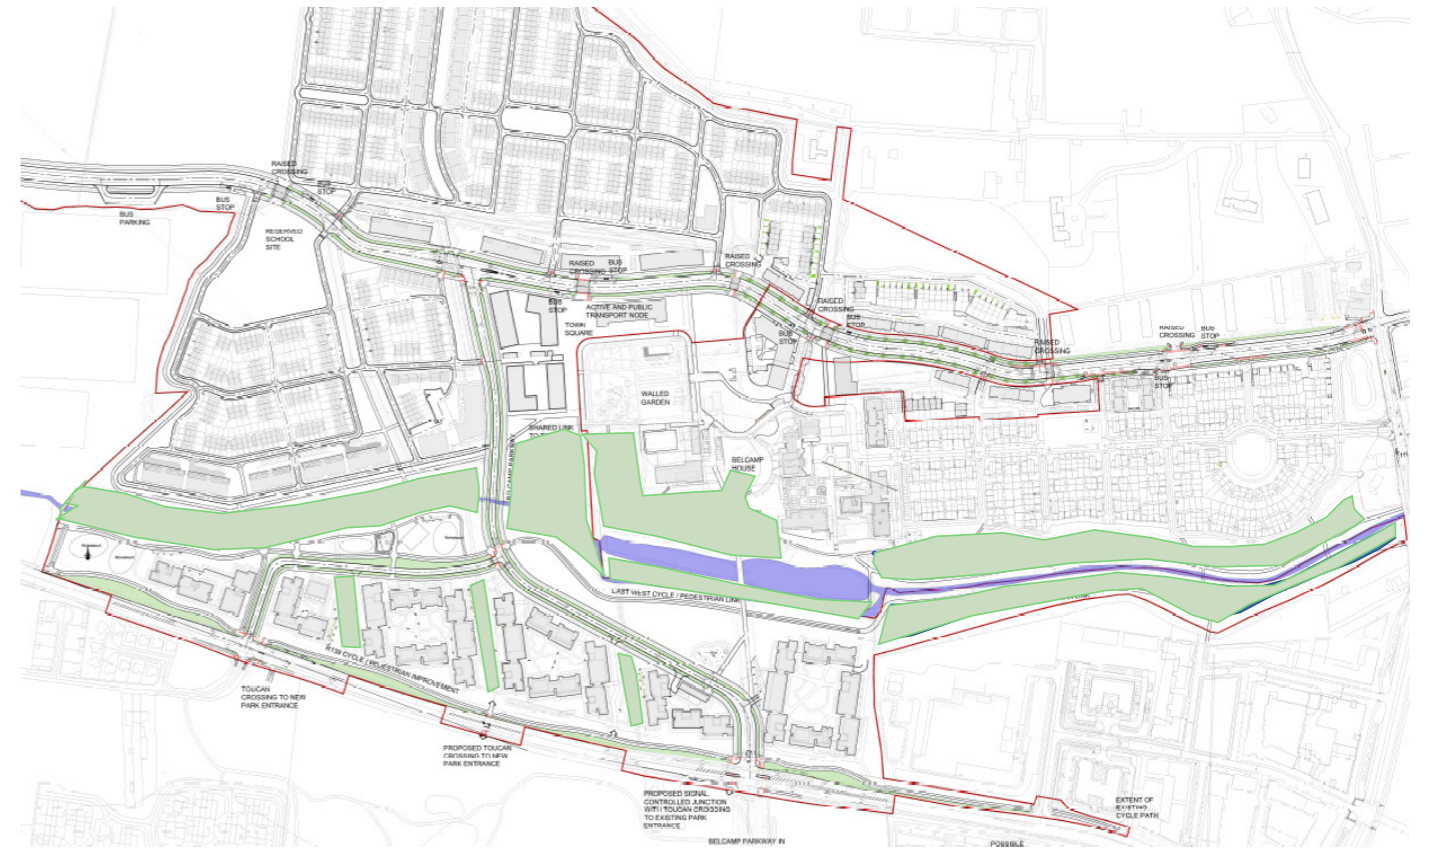 RAISED
CROSSING
BUS
STOP
BUS
STOP
BUS
PARKING
RESERVED
SCHOOL
SITE
RAISED
CROSSING
BUS
STOP
RAISED
CROSSING
BUS
STOP
ACTIVE AND PUBLIC
TRANSPORT NODE
TOWN
SQUARE
RAISED
CROSSING
BUS
STOP
BUS
STOP
RAISED
CROSSING
RAISED
CROSSING
BUS
STOP
BUS
STOP
WALLED
GARDEN
SHARED LINK
BELCAMP PARKWAY
BELCAMP
HOUSE
EAST WEST CYCLE / PEDESTRIAN LINK
LINK
R139 CYCLE / PEDESTRIAN IMPROVEMENT
TOUCAN
CROSSING TO NEW
PARK ENTRANCE
PROPOSED TOUCAN
CROSSING TO NEW
PARK ENTRANCE
PROPOSED SIGNAL
CONTROLLED JUNCTION
WITH TOUCAN CROSSING
TO EXISTING PARK
ENTRANCE
EXTENT OF
EXISTING
CYCLE PATH
BELCAMP PARKWAY IN
POSSIBLE